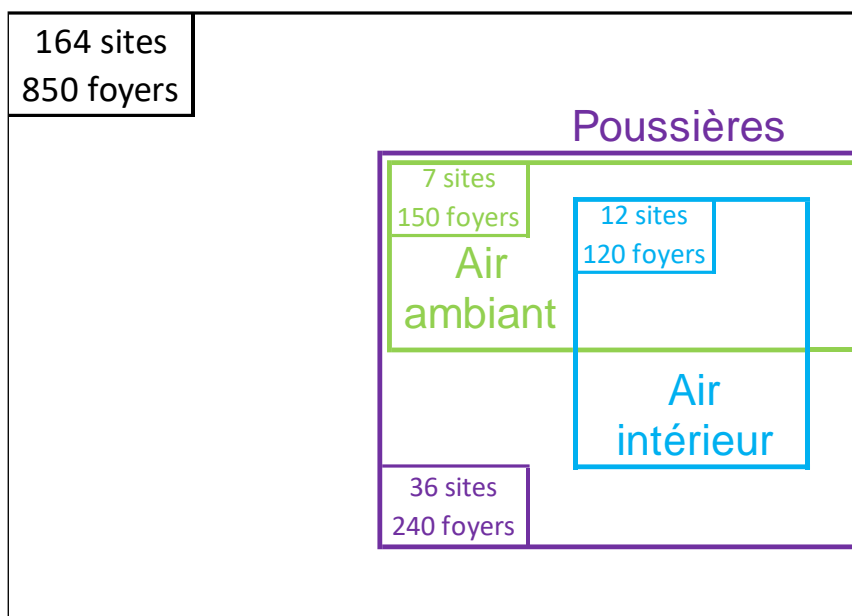 164 sites
850 foyers
Poussières
7 sites
150 foyers
12 sites
120 foyers
Air
ambiant
Air
intérieur
36 sites
240 foyers